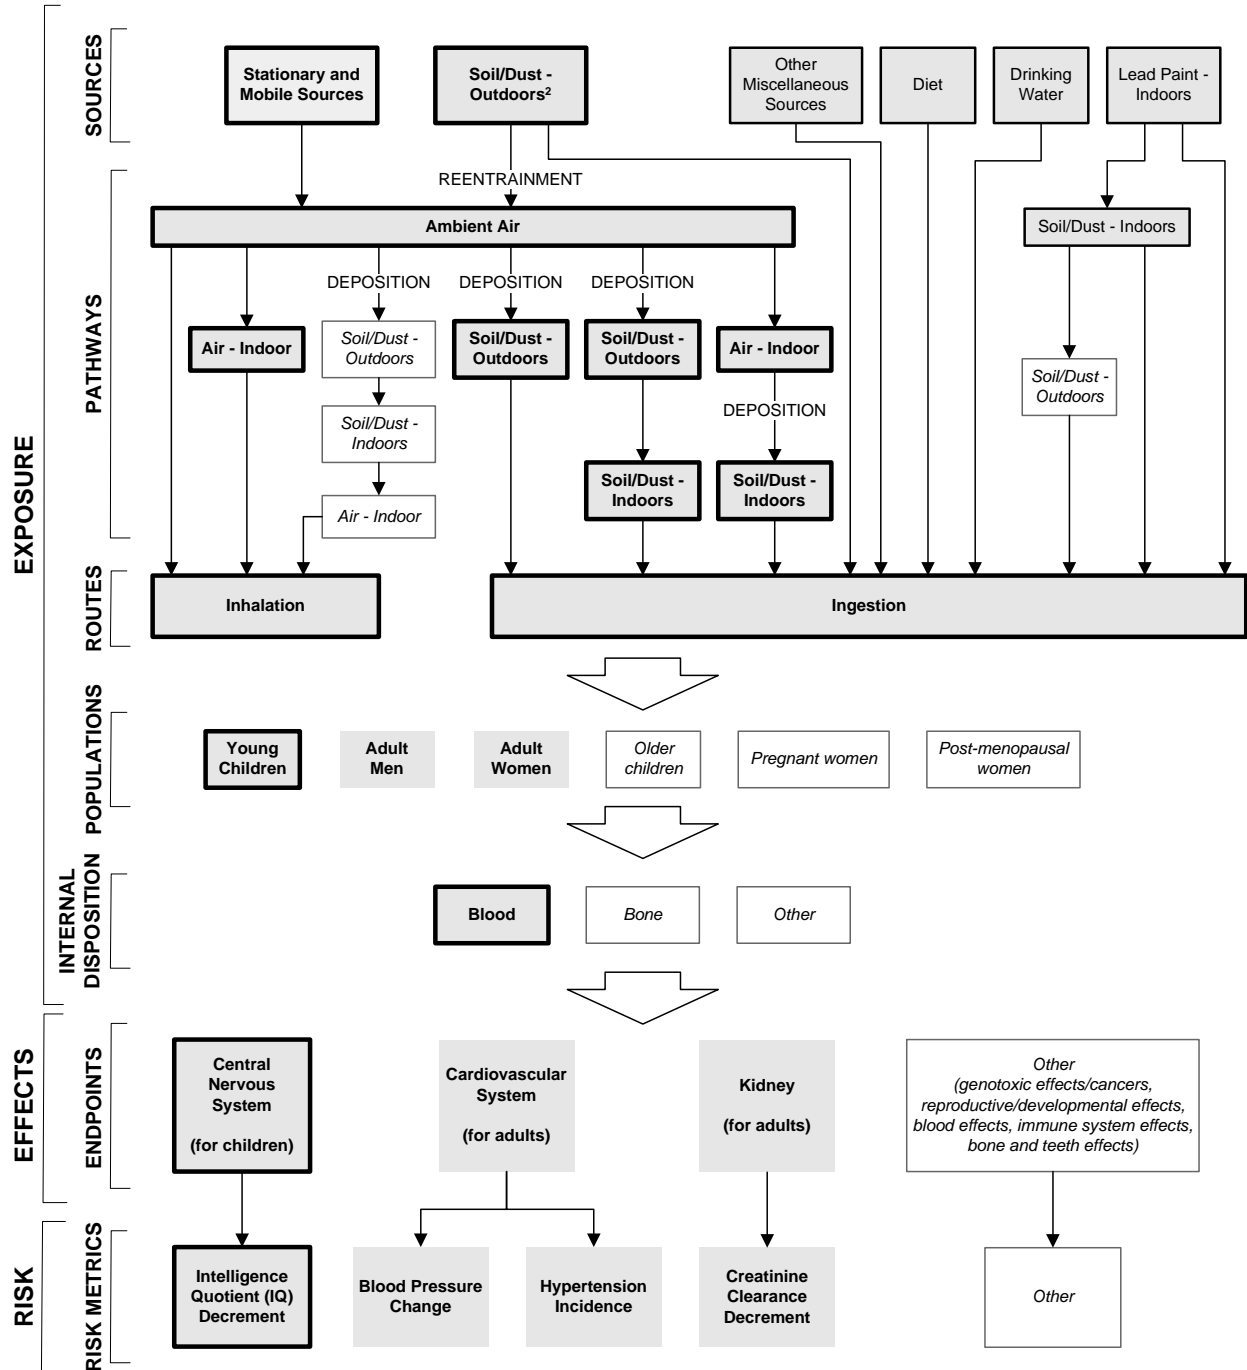 EXPOSURE
SOURCES
Stationary and
Mobile Sources
Soil/Dust -
Outdoors²
Other
Miscellaneous
Sources
Diet
Drinking
Water
Lead Paint -
Indoors
PATHWAYS
REENTRAINMENT
Ambient Air
Soil/Dust - Indoors
DEPOSITION
DEPOSITION
DEPOSITION
Air - Indoor
Soil/Dust -
Outdoors
Soil/Dust -
Outdoors
Soil/Dust -
Outdoors
Air - Indoor
Soil/Dust -
Outdoors
Soil/Dust -
Indoors
DEPOSITION
Air - Indoor
Soil/Dust -
Indoors
Soil/Dust -
Indoors
ROUTES
Inhalation
Ingestion
POPULATIONS
Young
Children
Adult
Men
Adult
Women
Older
children
Pregnant women
Post-menopausal
women
INTERNAL
DISPOSITION
Blood
Bone
Other
EFFECTS
ENDPOINTS
Central
Nervous
System
(for children)
Cardiovascular
System
(for adults)
Kidney
(for adults)
Other
(genotoxic effects/cancers,
reproductive/developmental effects,
blood effects, immune system effects,
bone and teeth effects)
RISK
RISK METRICS
Intelligence
Quotient (IQ)
Decrement
Blood Pressure
Change
Hypertension
Incidence
Creatinine
Clearance
Decrement
Other